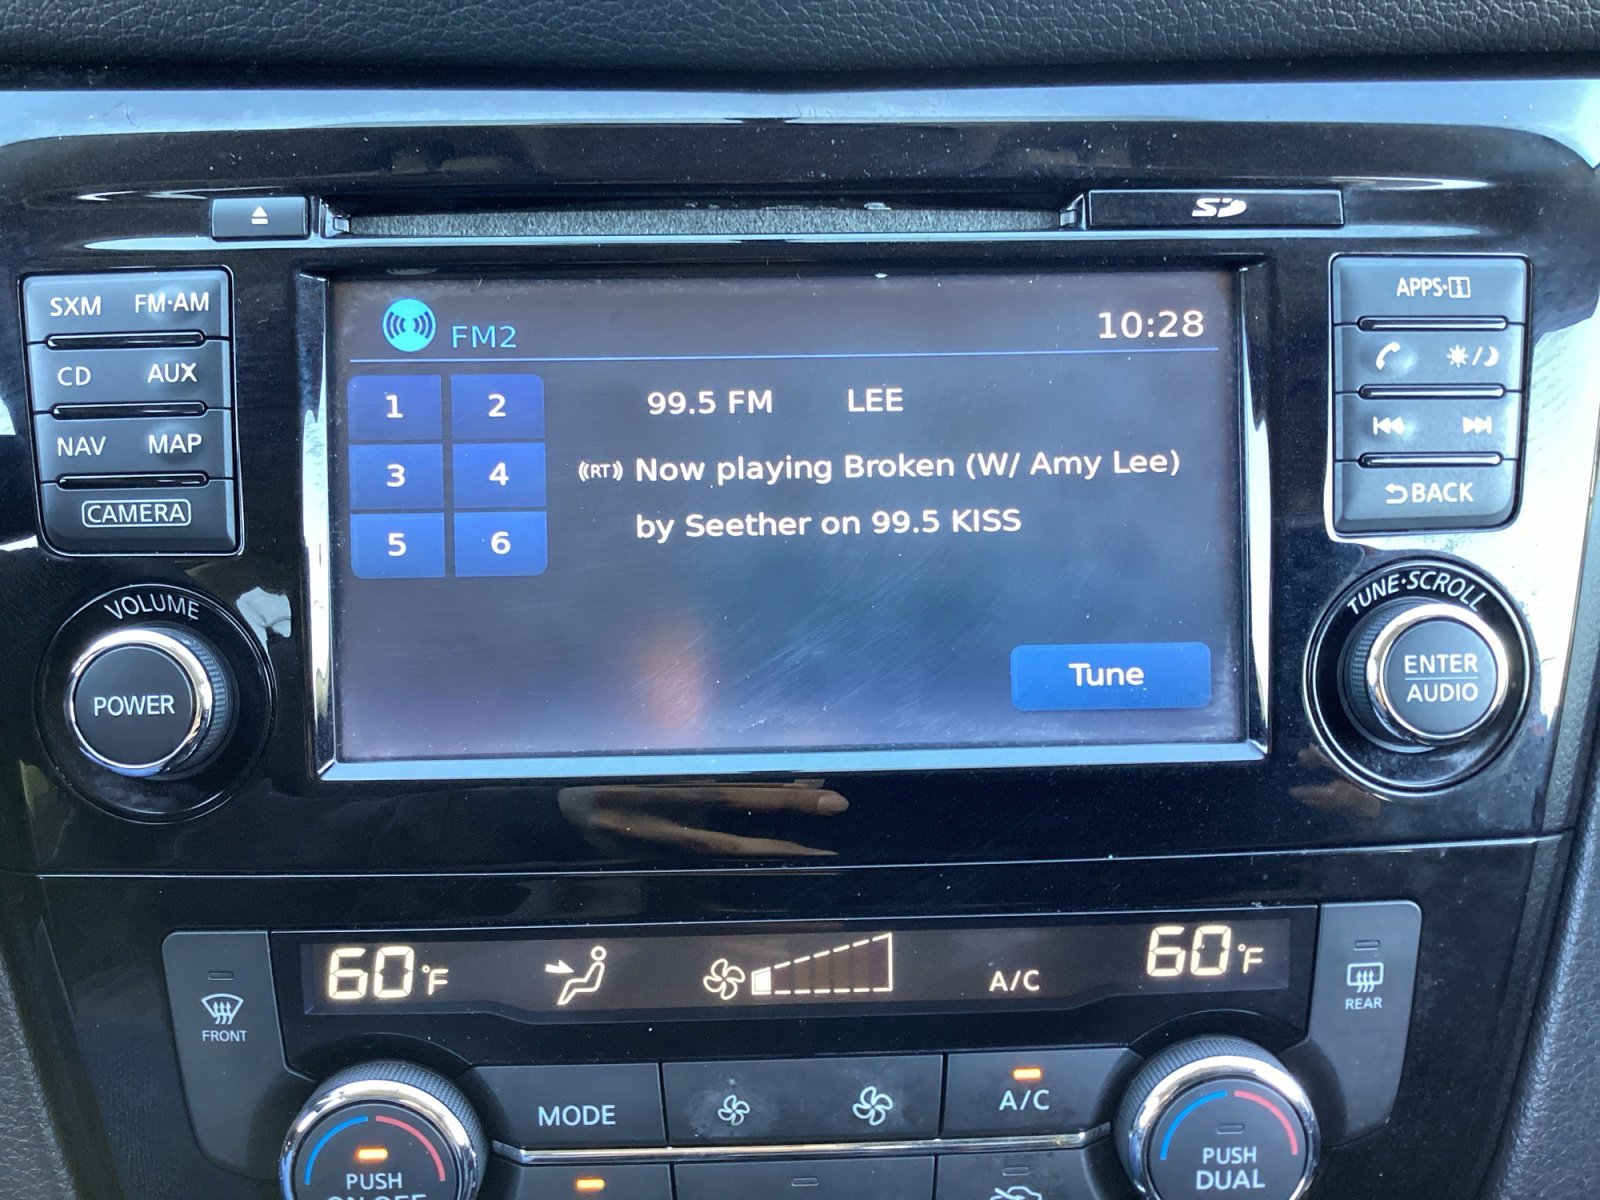 SD
SXM FM·AM
APPS·i
FM2 10:28
CD AUX
1 2 99.5 FM LEE
NAV MAP
3 4 ((RT)) Now playing Broken (W/ Amy Lee)
CAMERA
BACK
5 6 by Seether on 99.5 KISS
VOLUME
TUNE·SCROLL
POWER
Tune
ENTER
AUDIO
60°F A/C 60°F
FRONT
REAR
MODE
A/C
PUSH
ON·OFF
PUSH
DUAL